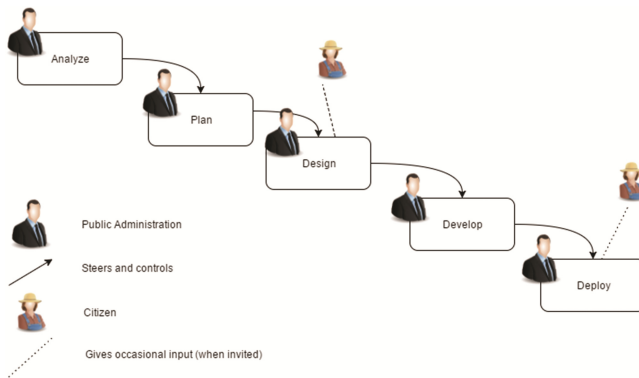 Analyze
Plan
Design
Develop
Deploy
Public Administration
Steers and controls
Citizen
Gives occasional input (when invited)